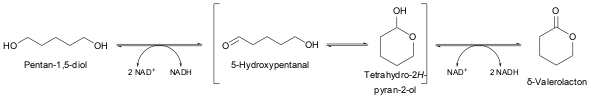 OH
O
HO
OH
O
OH
O
O
O
Pentan-1,5-diol
2 NAD⁺
NADH
5-Hydroxypentanal
Tetrahydro-2H-
pyran-2-ol
NAD⁺
2 NADH
δ-Valerolacton